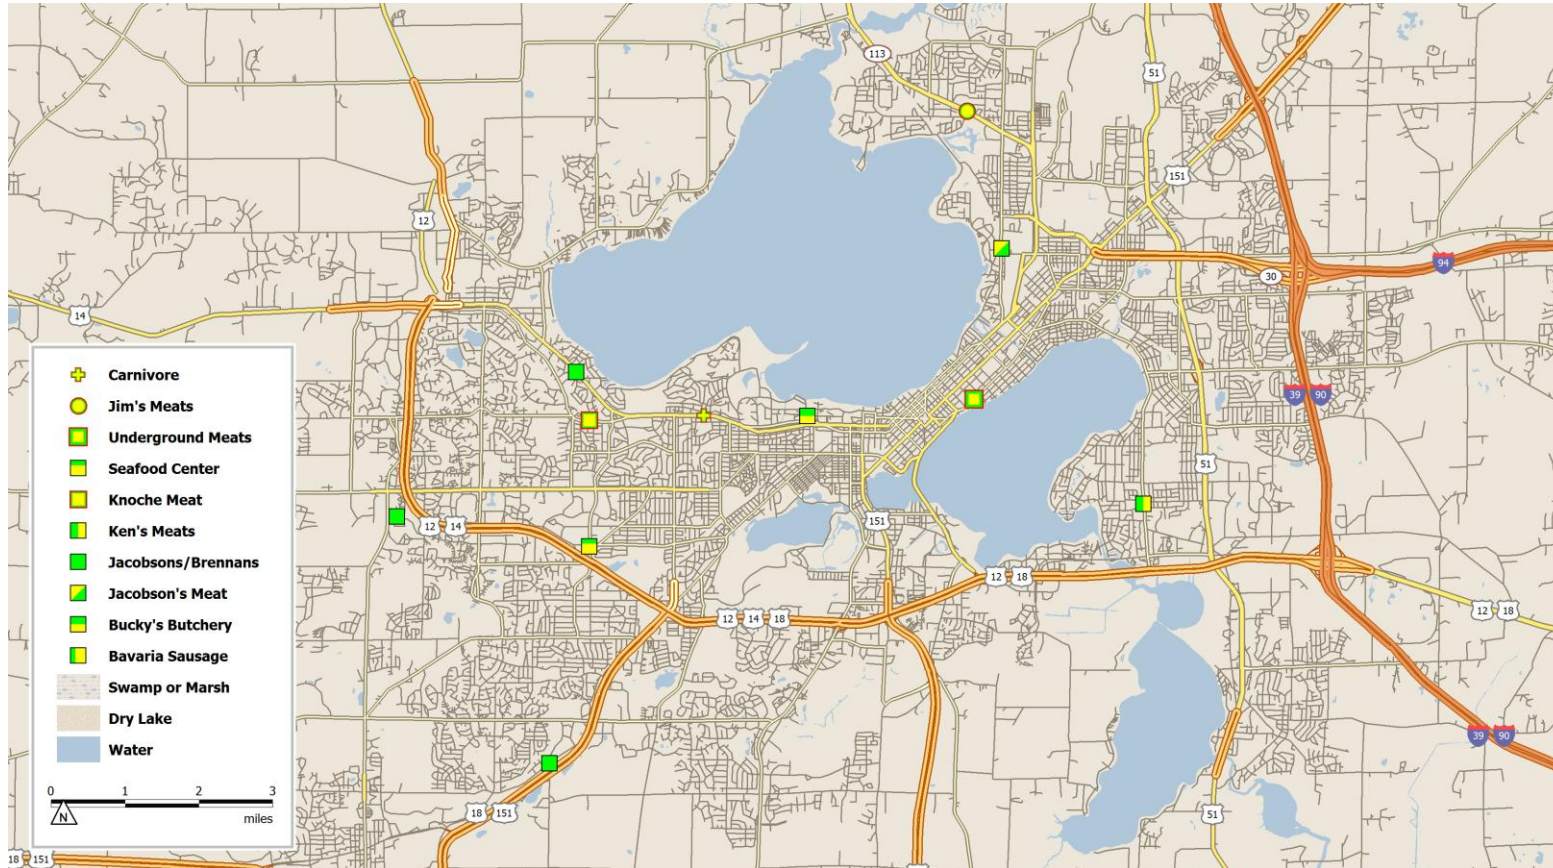 113
51
151
12
94
30
14
39 90
51
12 14
151
12 18
12 18
12 14 18
39 90
18 151
51
18 151
Carnivore
Jim's Meats
Underground Meats
Seafood Center
Knoche Meat
Ken's Meats
Jacobsons/Brennans
Jacobson's Meat
Bucky's Butchery
Bavaria Sausage
Swamp or Marsh
Dry Lake
Water
0 1 2 3
N
miles